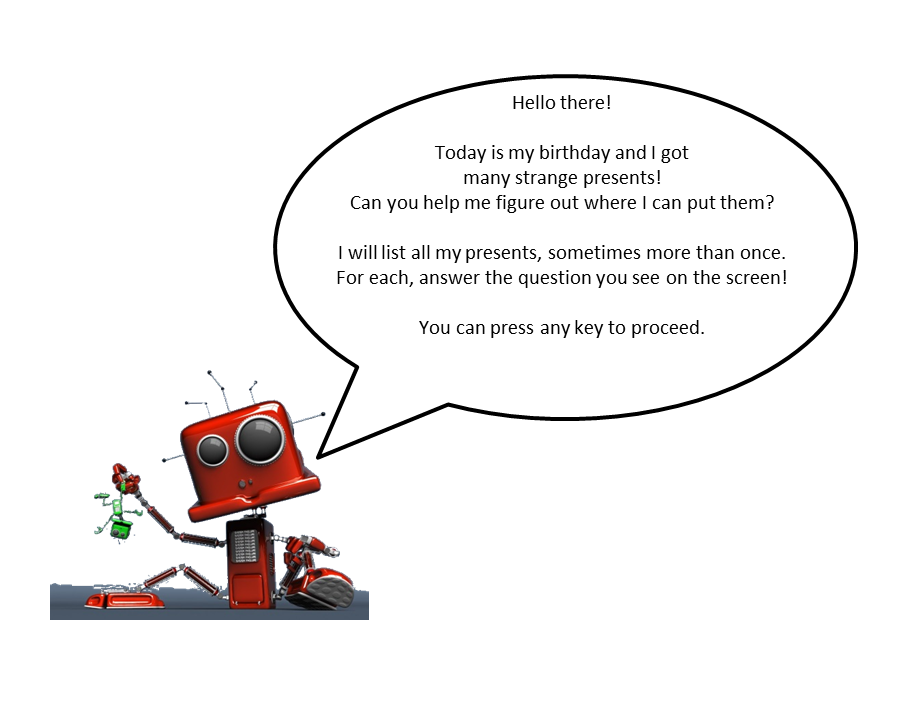 Hello there!
Today is my birthday and I got
many strange presents!
Can you help me figure out where I can put them?
I will list all my presents, sometimes more than once.
For each, answer the question you see on the screen!
You can press any key to proceed.